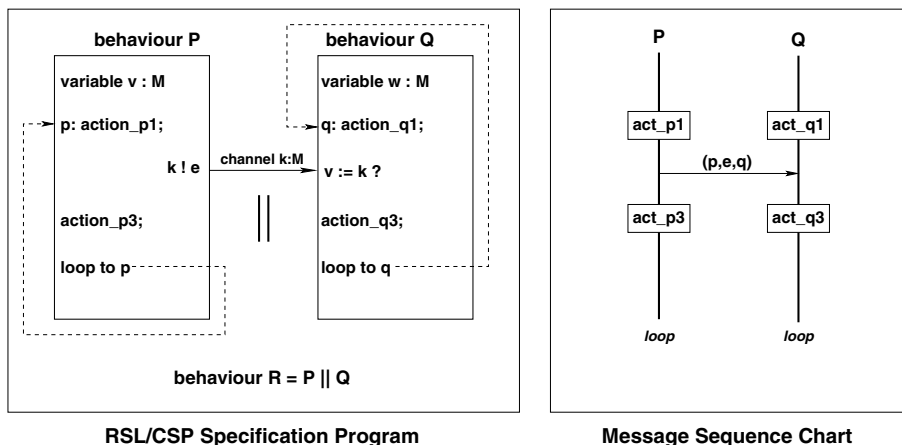 behaviour P
variable v : M
p: action_p1;
k ! e
action_p3;
loop to p
channel k:M
||
behaviour Q
variable w : M
q: action_q1;
v := k ?
action_q3;
loop to q
behaviour R = P || Q
RSL/CSP Specification Program
P Q
act_p1 act_q1
(p,e,q)
act_p3 act_q3
loop loop
Message Sequence Chart